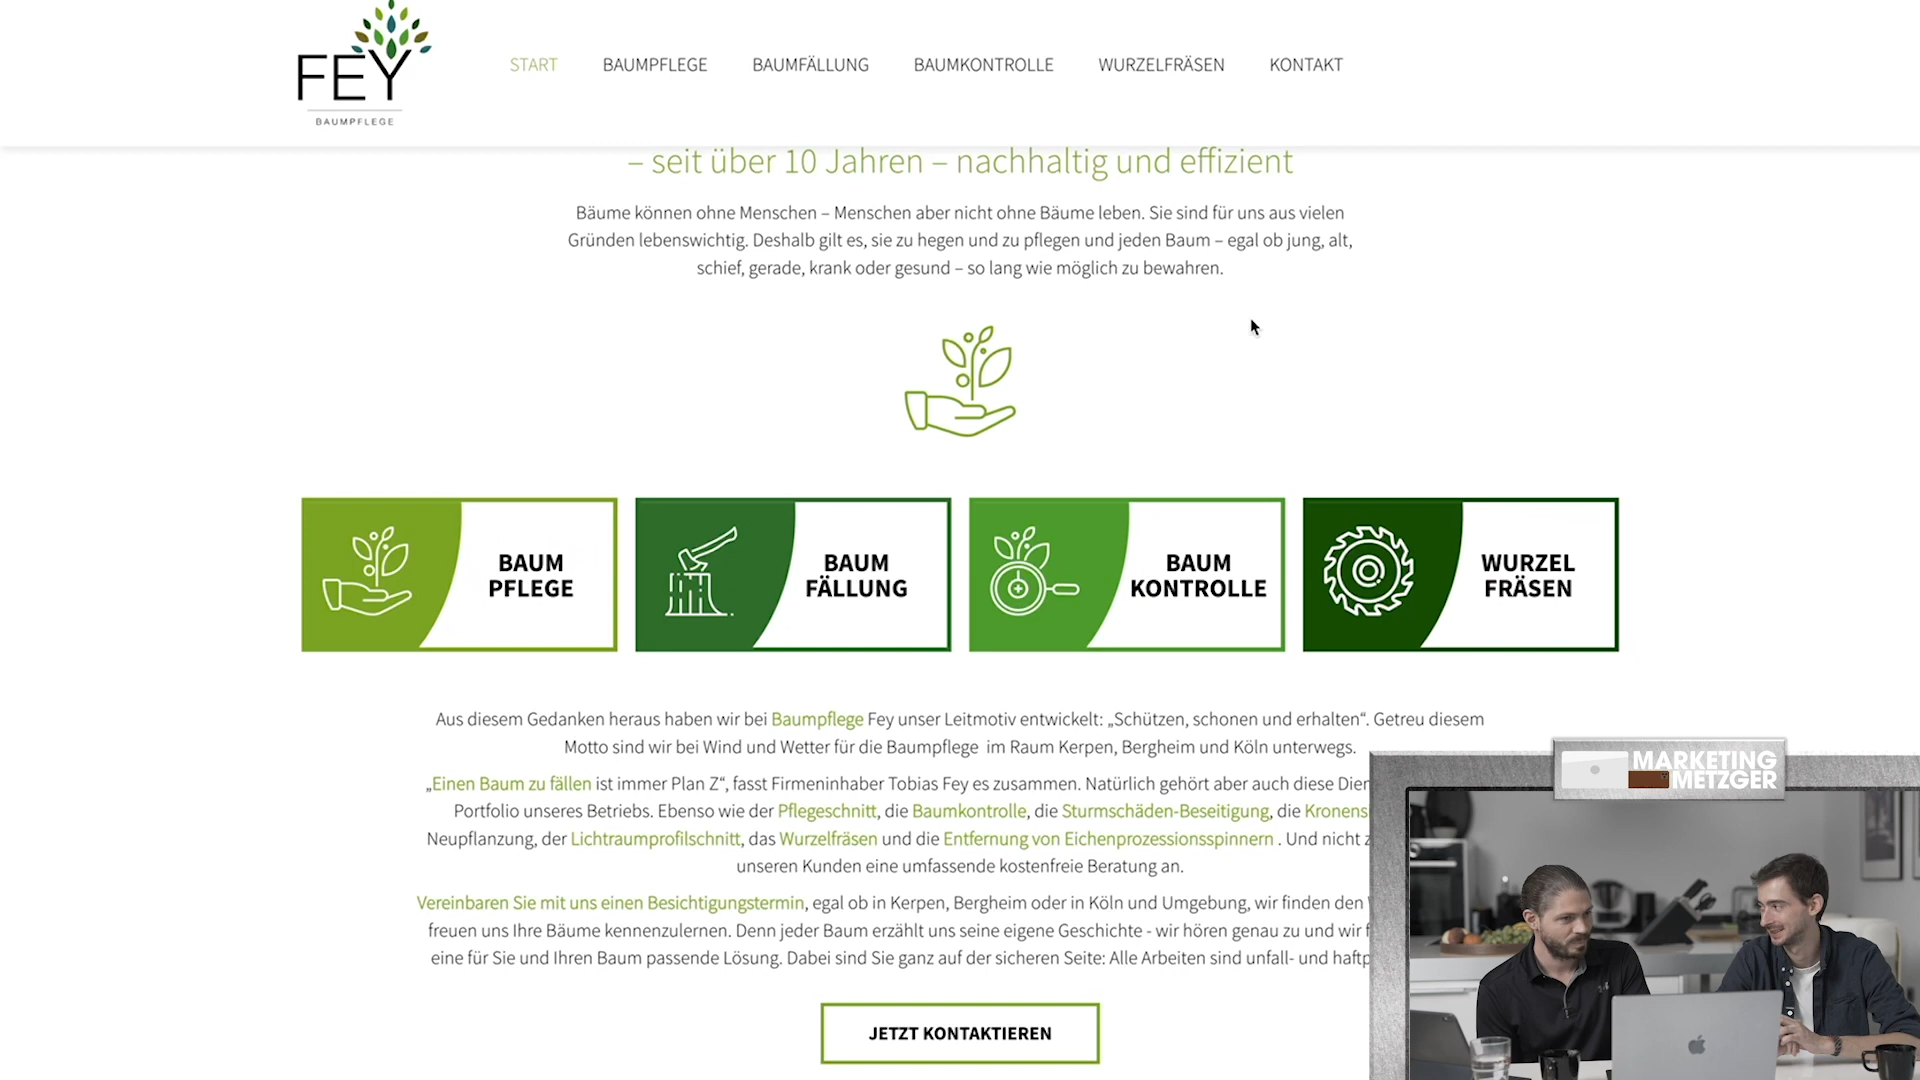 FEY
BAUMPFLEGE
START BAUMPFLEGE BAUMFÄLLUNG BAUMKONTROLLE WURZELFRÄSEN KONTAKT
– seit über 10 Jahren – nachhaltig und effizient
Bäume können ohne Menschen – Menschen aber nicht ohne Bäume leben. Sie sind für uns aus vielen
Gründen lebenswichtig. Deshalb gilt es, sie zu hegen und zu pflegen und jeden Baum – egal ob jung, alt,
schief, gerade, krank oder gesund – so lang wie möglich zu bewahren.
BAUM
PFLEGE
BAUM
FÄLLUNG
BAUM
KONTROLLE
WURZEL
FRÄSEN
Aus diesem Gedanken heraus haben wir bei Baumpflege Fey unser Leitmotiv entwickelt: „Schützen, schonen und erhalten“. Getreu diesem
Motto sind wir bei Wind und Wetter für die Baumpflege im Raum Kerpen, Bergheim und Köln unterwegs.
„Einen Baum zu fällen ist immer Plan Z“, fasst Firmeninhaber Tobias Fey es zusammen. Natürlich gehört aber auch diese Dien
Portfolio unseres Betriebs. Ebenso wie der Pflegeschnitt, die Baumkontrolle, die Sturmschäden-Beseitigung, die Kronens
Neupflanzung, der Lichtraumprofilschnitt, das Wurzelfräsen und die Entfernung von Eichenprozessionsspinnern . Und nicht z
unseren Kunden eine umfassende kostenfreie Beratung an.
Vereinbaren Sie mit uns einen Besichtigungstermin, egal ob in Kerpen, Bergheim oder in Köln und Umgebung, wir finden den
freuen uns Ihre Bäume kennenzulernen. Denn jeder Baum erzählt uns seine eigene Geschichte - wir hören genau zu und wir f
eine für Sie und Ihren Baum passende Lösung. Dabei sind Sie ganz auf der sicheren Seite: Alle Arbeiten sind unfall- und haftp
JETZT KONTAKTIEREN
MARKETING
METZGER